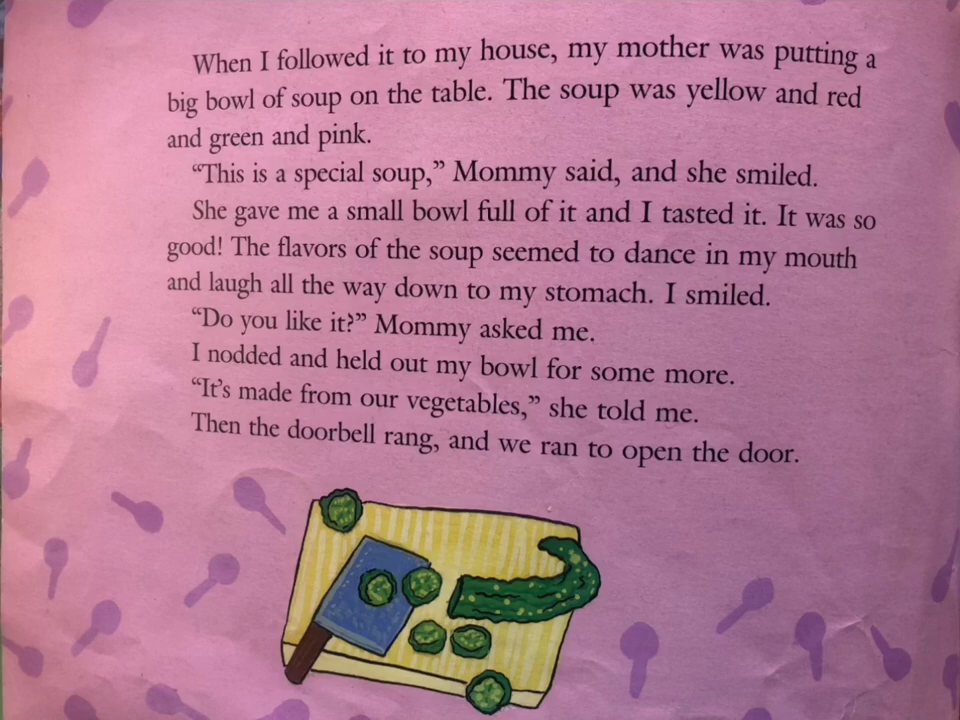 When I followed it to my house, my mother was putting a
big bowl of soup on the table. The soup was yellow and red
and green and pink.
“This is a special soup,” Mommy said, and she smiled.
She gave me a small bowl full of it and I tasted it. It was so
good! The flavors of the soup seemed to dance in my mouth
and laugh all the way down to my stomach. I smiled.
“Do you like it?” Mommy asked me.
I nodded and held out my bowl for some more.
“It’s made from our vegetables,” she told me.
Then the doorbell rang, and we ran to open the door.